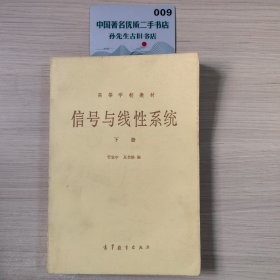 009
中国著名优质二手书店
孙先生古旧书店
高等学校教材
信号与线性系统
下册
高等教育出版社